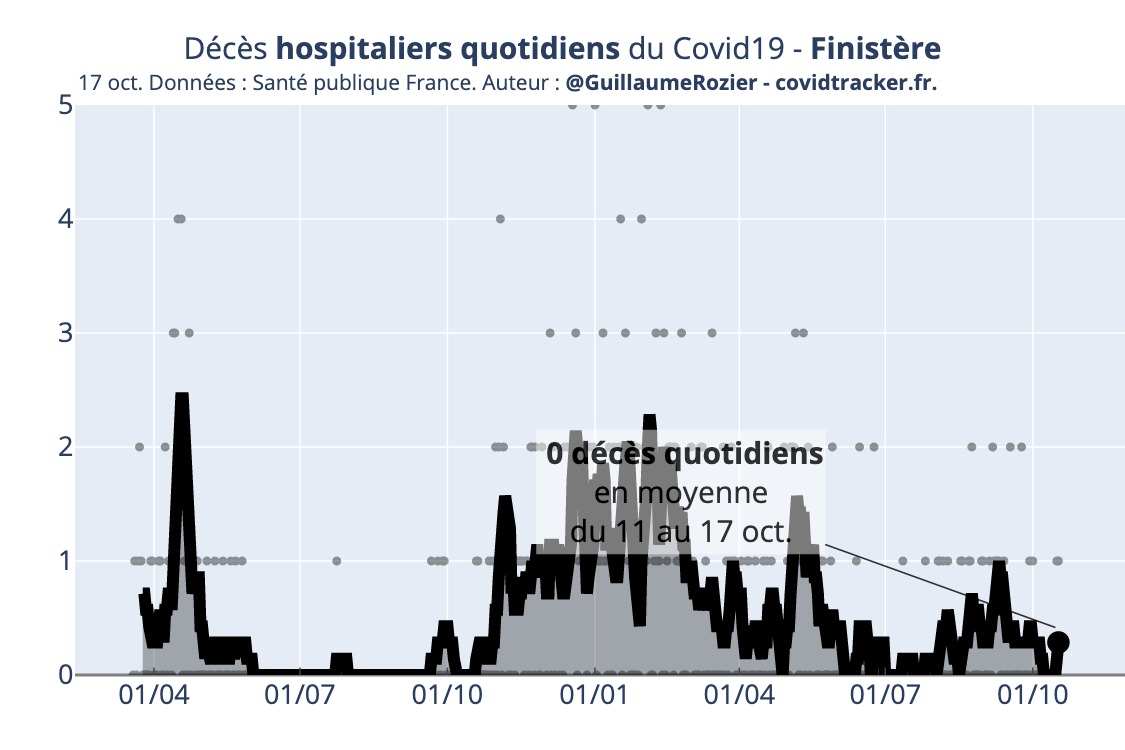 Décès hospitaliers quotidiens du Covid19 - Finistère
17 oct. Données : Santé publique France. Auteur : @GuillaumeRozier - covidtracker.fr.
5
4
3
2
1
0
0 décès quotidiens
en moyenne
du 11 au 17 oct.
01/04 01/07 01/10 01/01 01/04 01/07 01/10